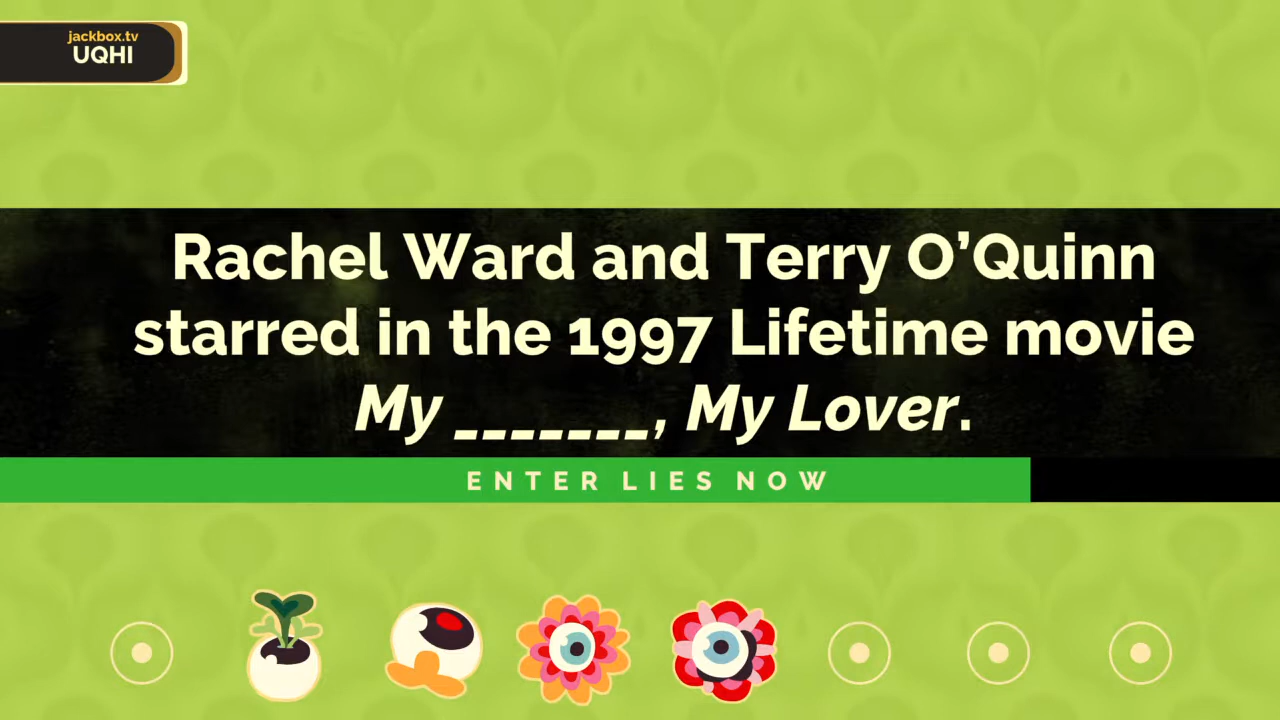 jackbox.tv
UQHI
Rachel Ward and Terry O’Quinn
starred in the 1997 Lifetime movie
My _______, My Lover.
ENTER LIES NOW